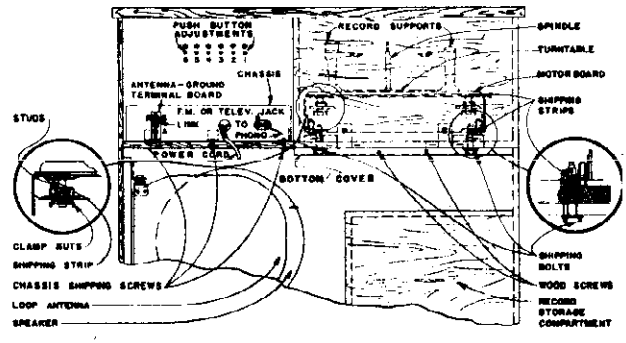 PUSH BUTTON
ADJUSTMENTS
6 5 4 3 2 1
RECORD SUPPORTS
SPINDLE
TURNTABLE
MOTOR BOARD
SHIPPING
STRIPS
ANTENNA-GROUND
TERMINAL BOARD
CHASSIS
F.M. OR TELEV. JACK
LINK
TO
PHONO
POWER CORD
BOTTOM COVER
STUDS
CLAMP NUTS
SHIPPING STRIP
CHASSIS SHIPPING SCREWS
LOOP ANTENNA
SPEAKER
SHIPPING
BOLTS
WOOD SCREWS
RECORD
STORAGE
COMPARTMENT